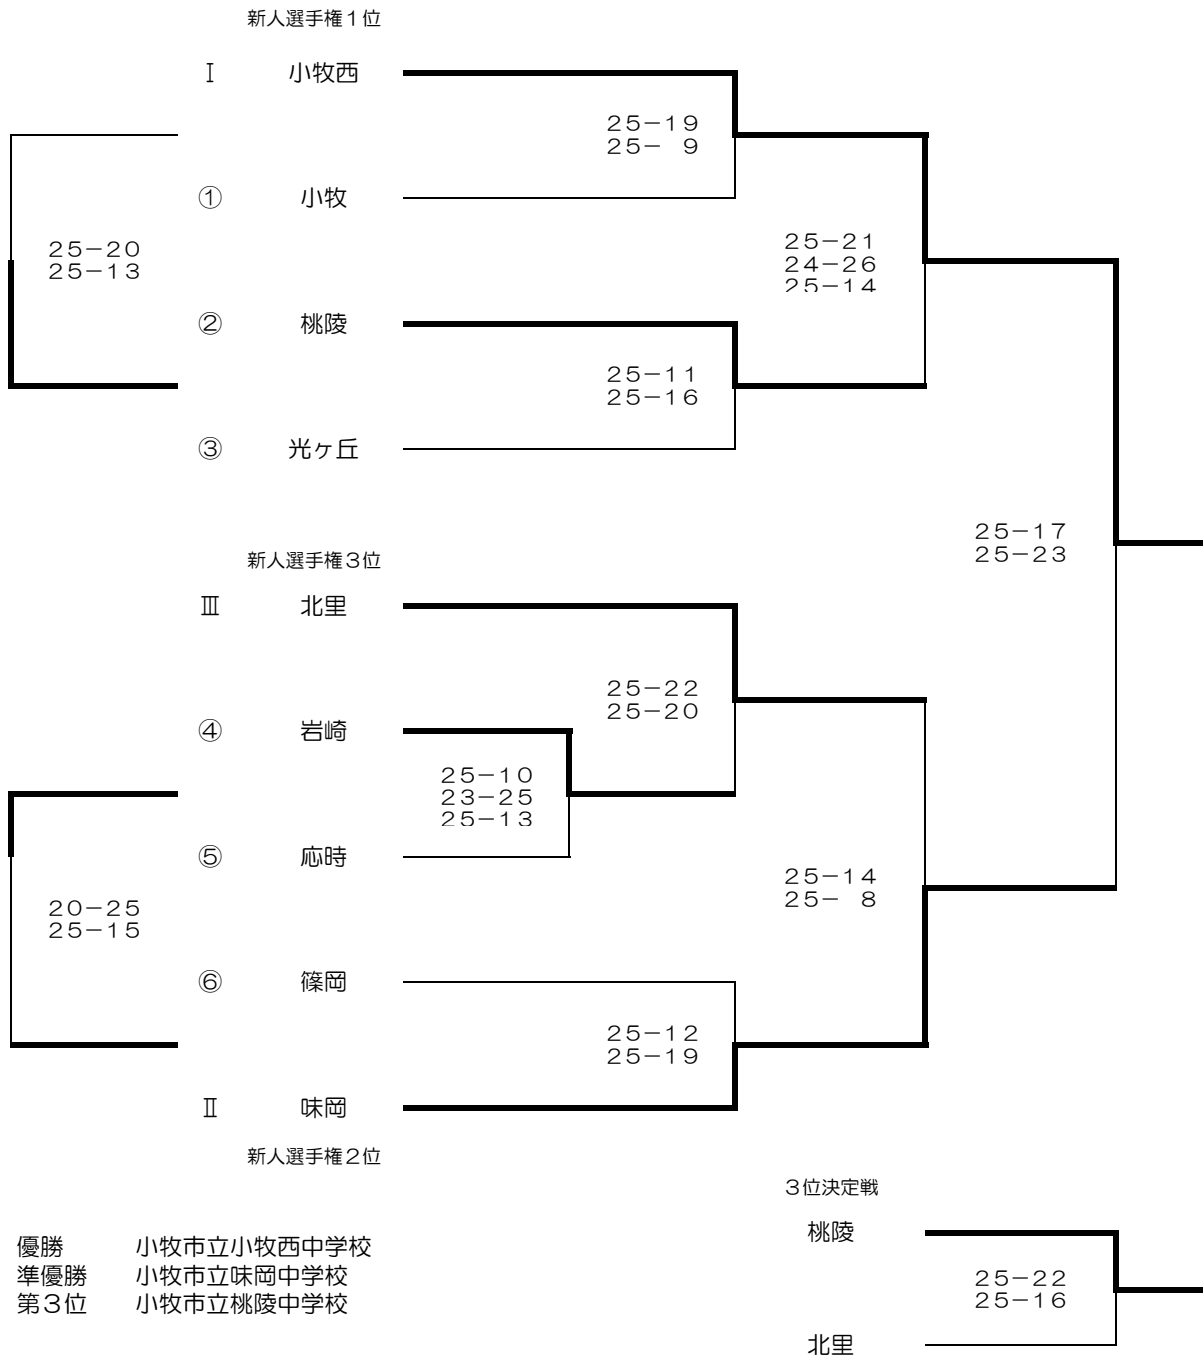 新人選手権１位
Ⅰ 小牧西
２５－１９
２５－　９
① 小牧
２５－２０
２５－１３
２５－２１
２４－２６
２５－１４
② 桃陵
２５－１１
２５－１６
③ 光ヶ丘
２５－１７
２５－２３
新人選手権３位
Ⅲ 北里
２５－２２
２５－２０
④ 岩崎
２５－１０
２３－２５
２５－１３
⑤ 応時
２５－１４
２５－　８
２０－２５
２５－１５
⑥ 篠岡
２５－１２
２５－１９
Ⅱ 味岡
新人選手権２位
３位決定戦
桃陵
２５－２２
２５－１６
北里
優勝 小牧市立小牧西中学校
準優勝 小牧市立味岡中学校
第３位 小牧市立桃陵中学校